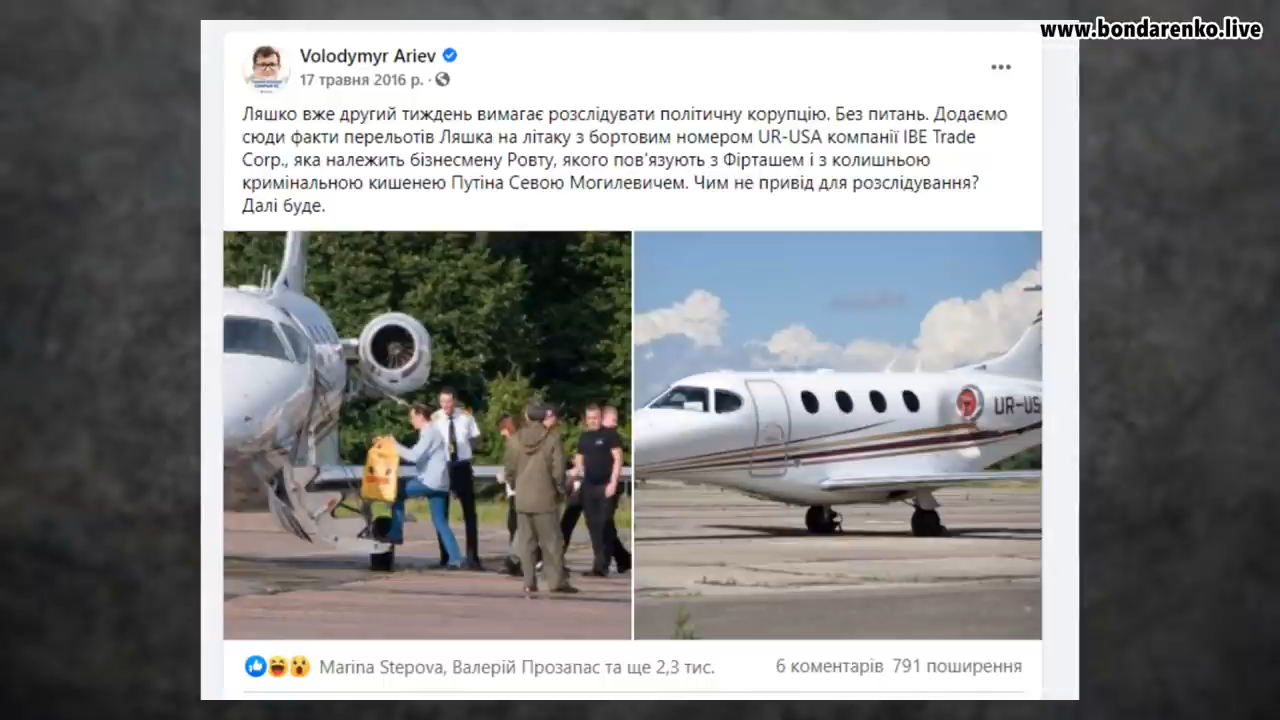 www.bondarenko.live
Volodymyr Ariev
17 травня 2016 р. ·
Ляшко вже другий тиждень вимагає розслідувати політичну корупцію. Без питань. Додаємо
сюди факти перельотів Ляшка на літаку з бортовим номером UR-USA компанії IBE Trade
Corp., яка належить бізнесмену Ровту, якого пов'язують з Фірташем і з колишньою
кримінальною кишенею Путіна Севою Могилевичем. Чим не привід для розслідування?
Далі буде.
UR-US
Marina Stepova, Валерій Прозапас та ще 2,3 тис.
6 коментарів 791 поширення